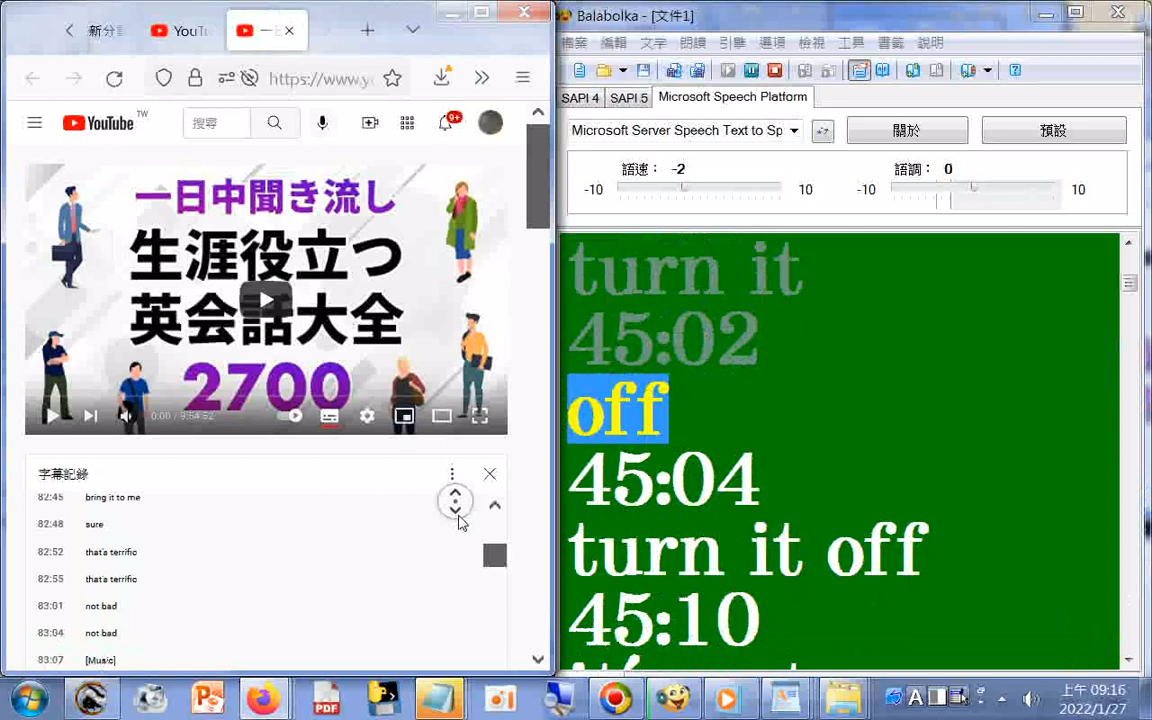 新分
YouTu
一E
https://www.y
YouTube TW
搜尋
9+
一日中聞き流し
生涯役立つ
英会話大全
2700
0:00 / 9:54:52
字幕記錄
82:45 bring it to me
82:48 sure
82:52 that's terrific
82:55 that's terrific
83:01 not bad
83:04 not bad
83:07 [Music]
Balabolka - [文件1]
檔案 編輯 文字 朗讀 引擎 選項 檢視 工具 書籤 說明
SAPI 4 SAPI 5 Microsoft Speech Platform
Microsoft Server Speech Text to Sp
關於 預設
語速： -2 語調： 0
-10 10 -10 10
turn it
45:02
off
45:04
turn it off
45:10
PDF
A
上午 09:16
2022/1/27